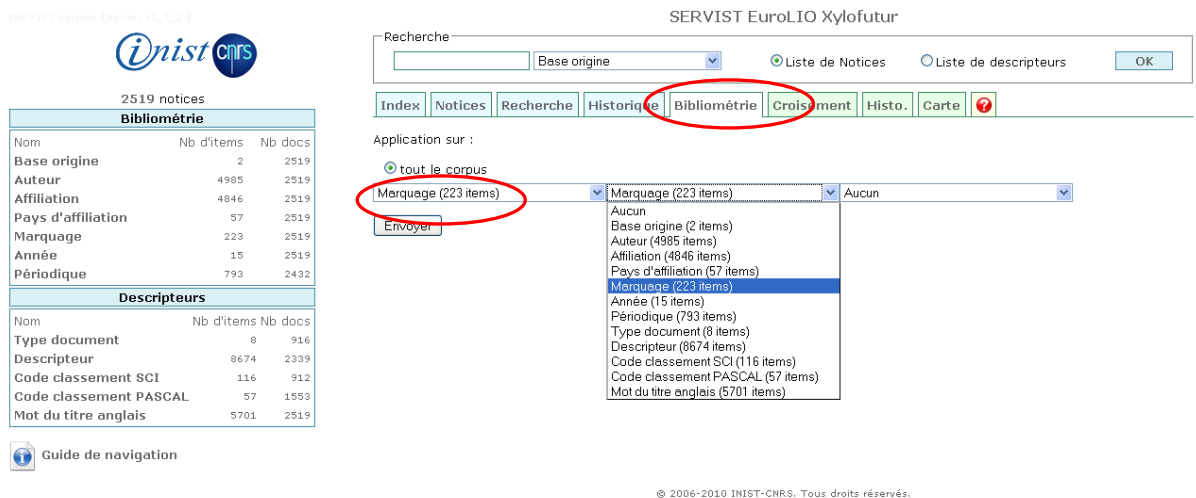 SERVIST version $Name: v2_7_2 $
inist cnrs
2519 notices
Bibliométrie
Nom Nb d'items Nb docs
Base origine 2 2519
Auteur 4985 2519
Affiliation 4846 2519
Pays d'affiliation 57 2519
Marquage 223 2519
Année 15 2519
Périodique 793 2432
Descripteurs
Nom Nb d'items Nb docs
Type document 8 916
Descripteur 8674 2339
Code classement SCI 116 912
Code classement PASCAL 57 1553
Mot du titre anglais 5701 2519
Guide de navigation
SERVIST EuroLIO Xylofutur
Recherche
Base origine Liste de Notices Liste de descripteurs OK
Index Notices Recherche Historique Bibliométrie Croisement Histo. Carte ?
Application sur :
tout le corpus
Marquage (223 items) Marquage (223 items) Aucun
Envoyer
Aucun
Base origine (2 items)
Auteur (4985 items)
Affiliation (4846 items)
Pays d'affiliation (57 items)
Marquage (223 items)
Année (15 items)
Périodique (793 items)
Type document (8 items)
Descripteur (8674 items)
Code classement SCI (116 items)
Code classement PASCAL (57 items)
Mot du titre anglais (5701 items)
© 2006-2010 INIST-CNRS. Tous droits réservés.